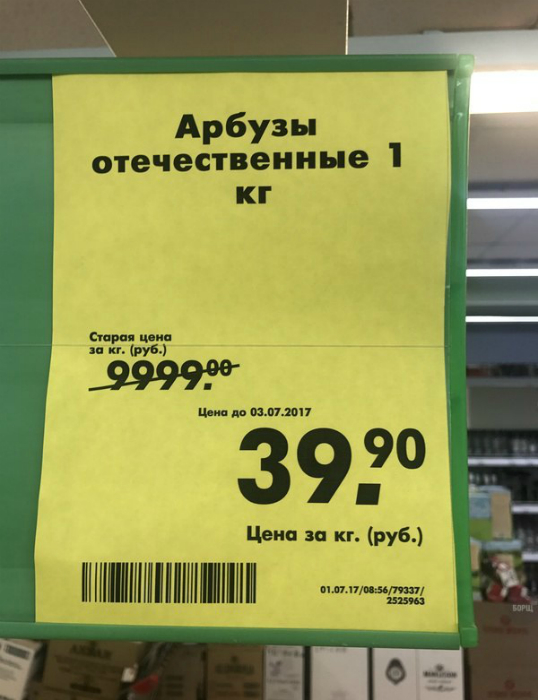 Арбузы
отечественные 1
кг
Старая цена
за кг. (руб.)
9999.00
Цена до 03.07.2017
39.90
Цена за кг. (руб.)
01.07.17/08:56/79337/
2525963
БОРЩ